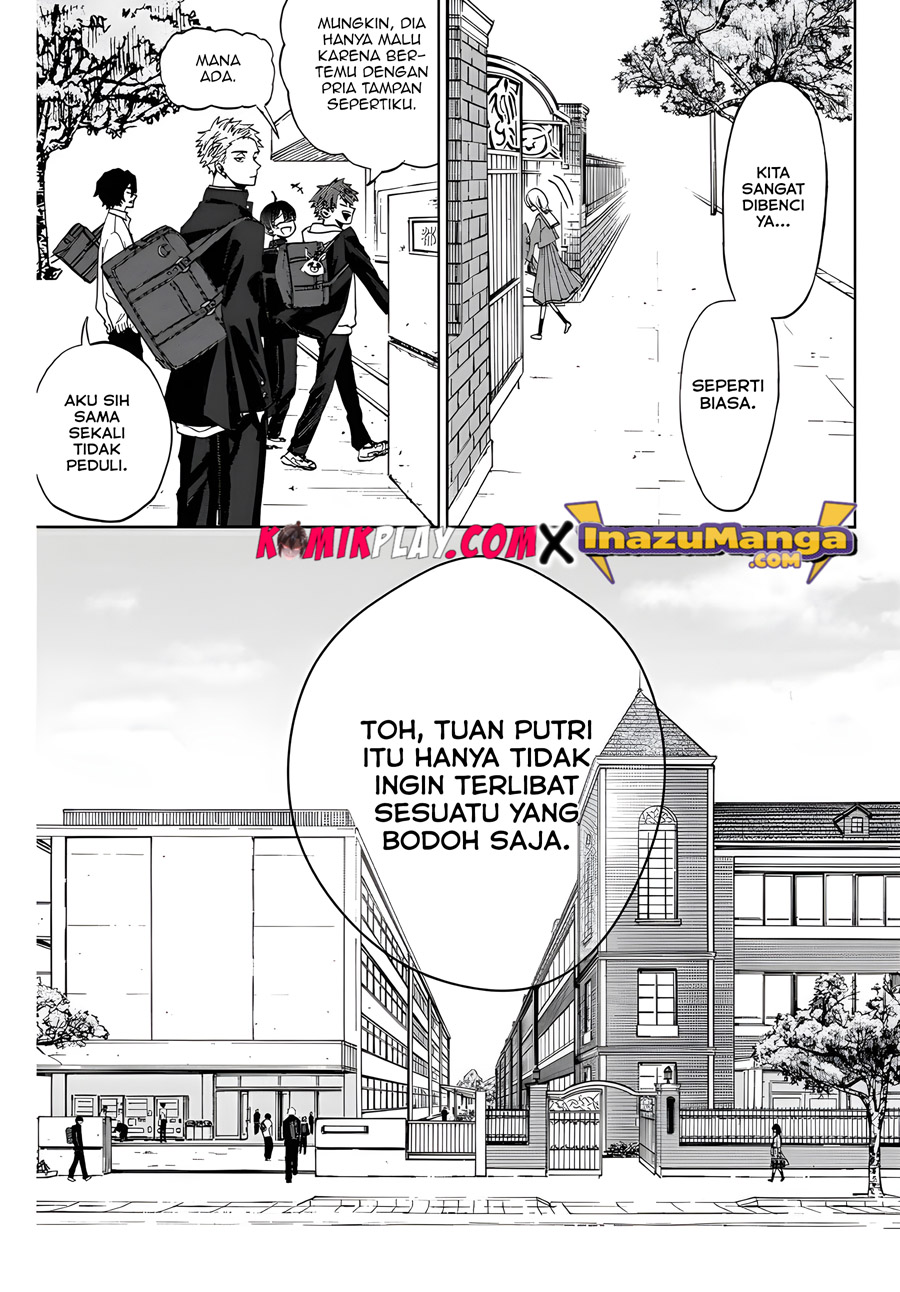 KITA
SANGAT
DIBENCI
YA...
SEPERTI
BIASA.
MUNGKIN, DIA
HANYA MALU
KARENA BER-
TEMU DENGAN
PRIA TAMPAN
SEPERTIKU.
MANA
ADA.
AKU SIH
SAMA
SEKALI
TIDAK
PEDULI.
KOMIKPLAY.COM X InazuManga
.COM
TOH, TUAN PUTRI
ITU HANYA TIDAK
INGIN TERLIBAT
SESUATU YANG
BODOH SAJA.